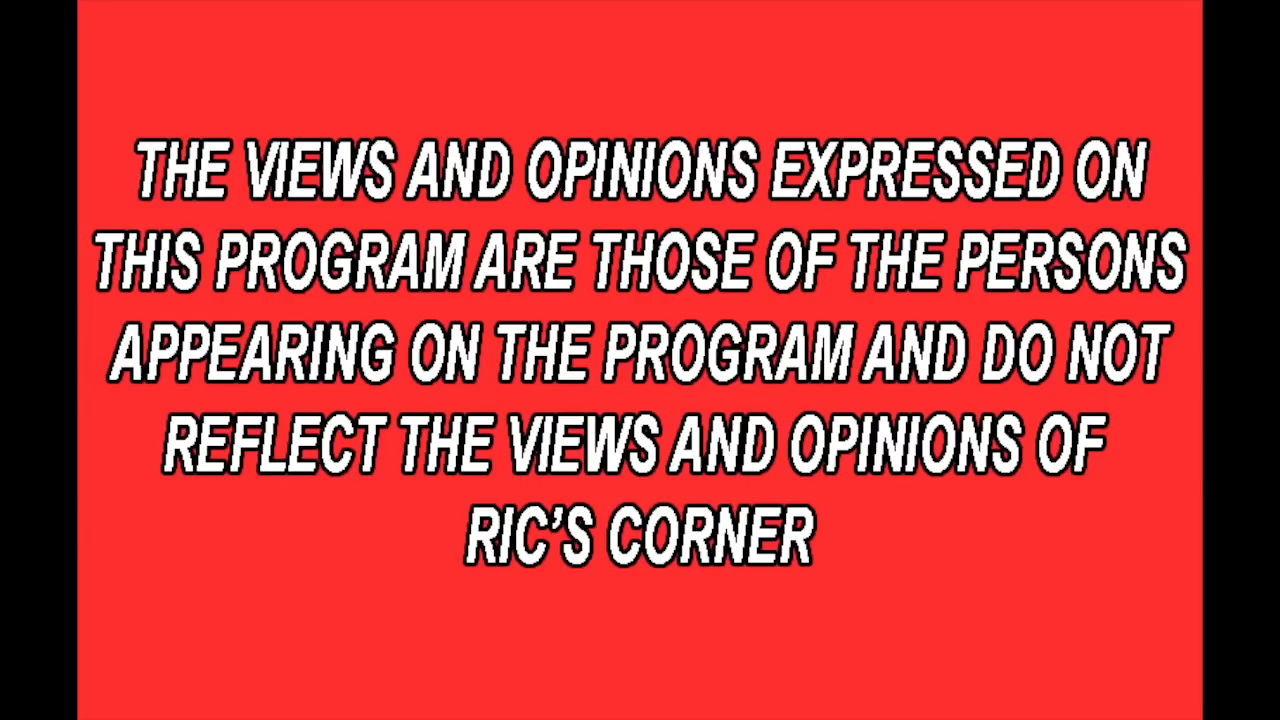 THE VIEWS AND OPINIONS EXPRESSED ON
THIS PROGRAM ARE THOSE OF THE PERSONS
APPEARING ON THE PROGRAM AND DO NOT
REFLECT THE VIEWS AND OPINIONS OF
RIC’S CORNER